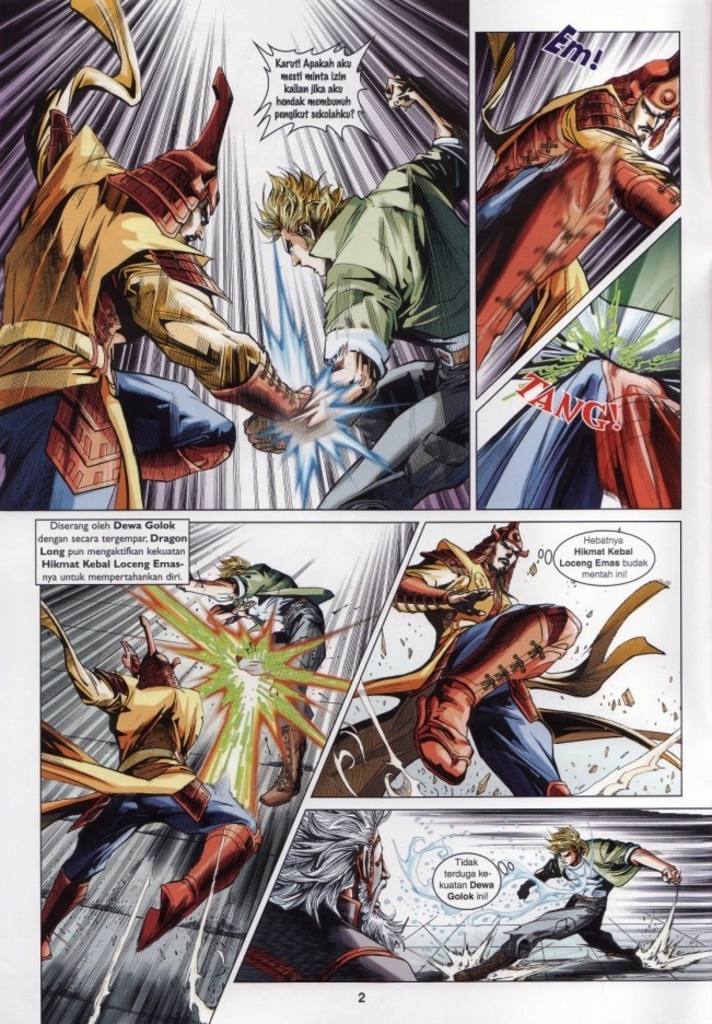 Karut! Apakah aku
mesti minta izin
kalian jika aku
hendak membunuh
pengikut sekolahku?
Em!
TANG!
Diserang oleh Dewa Golok
dengan secara tergempar, Dragon
Long pun mengaktifkan kekuatan
Hikmat Kebal Loceng Emas-
nya untuk mempertahankan diri.
Hebatnya
Hikmat Kebal
Loceng Emas budak
mentah ini!
Tidak
terduga ke-
kuatan Dewa
Golok ini!
2